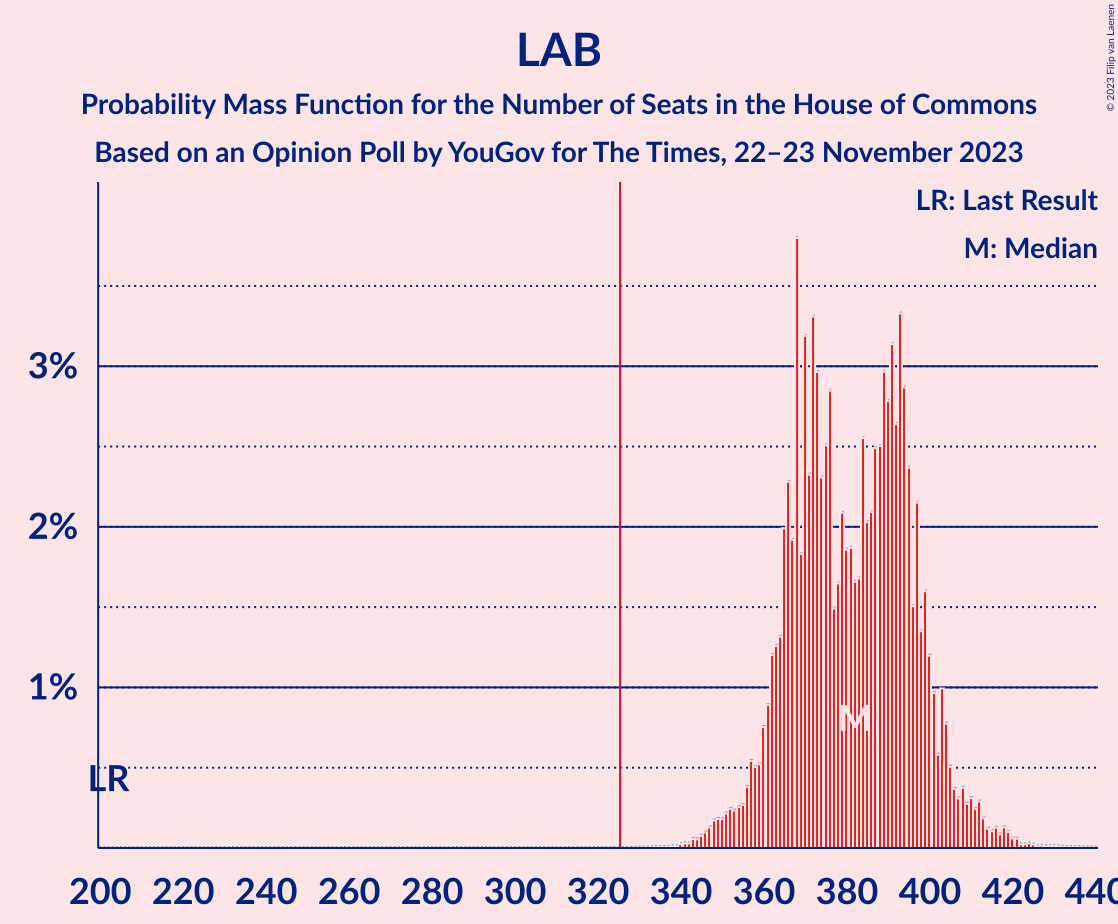 LAB
Probability Mass Function for the Number of Seats in the House of Commons
Based on an Opinion Poll by YouGov for The Times, 22–23 November 2023
© 2023 Filip van Laenen
LR: Last Result
M: Median
3%
2%
1%
M
LR
200 220 240 260 280 300 320 340 360 380 400 420 440